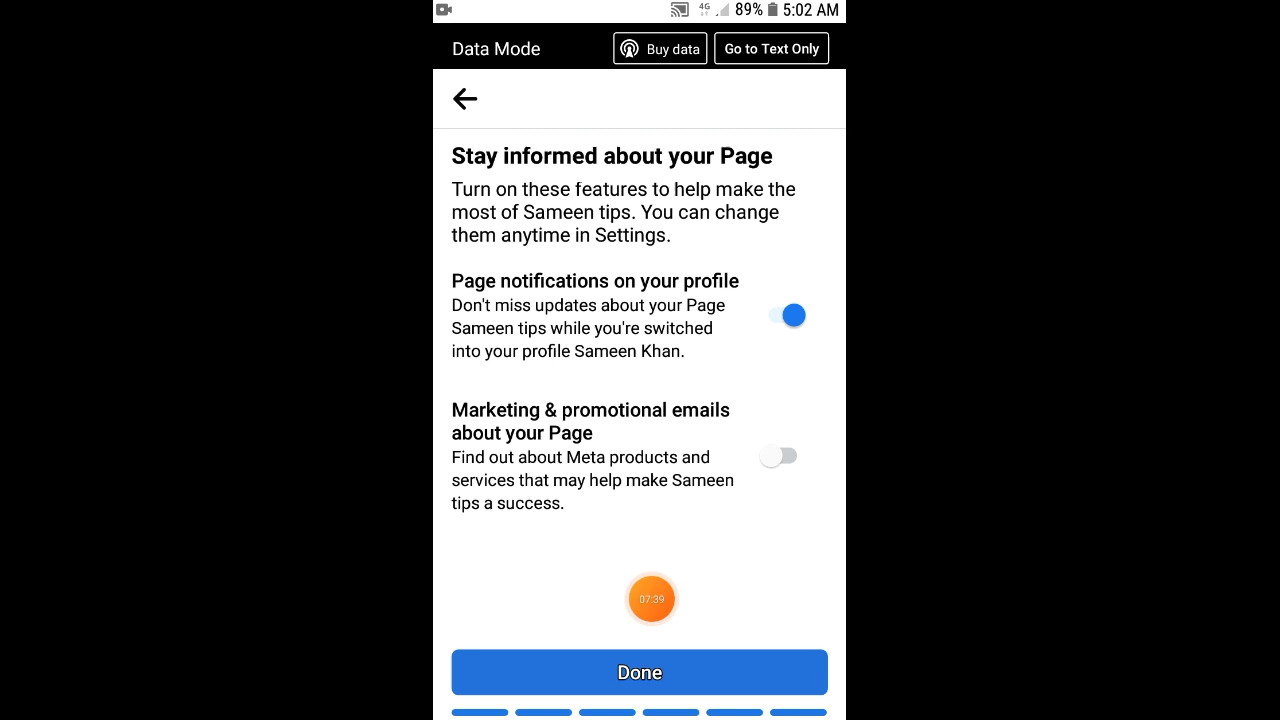 4G 89% 5:02 AM
Data Mode Buy data Go to Text Only
Stay informed about your Page
Turn on these features to help make the
most of Sameen tips. You can change
them anytime in Settings.
Page notifications on your profile
Don't miss updates about your Page
Sameen tips while you're switched
into your profile Sameen Khan.
Marketing & promotional emails
about your Page
Find out about Meta products and
services that may help make Sameen
tips a success.
07:39
Done